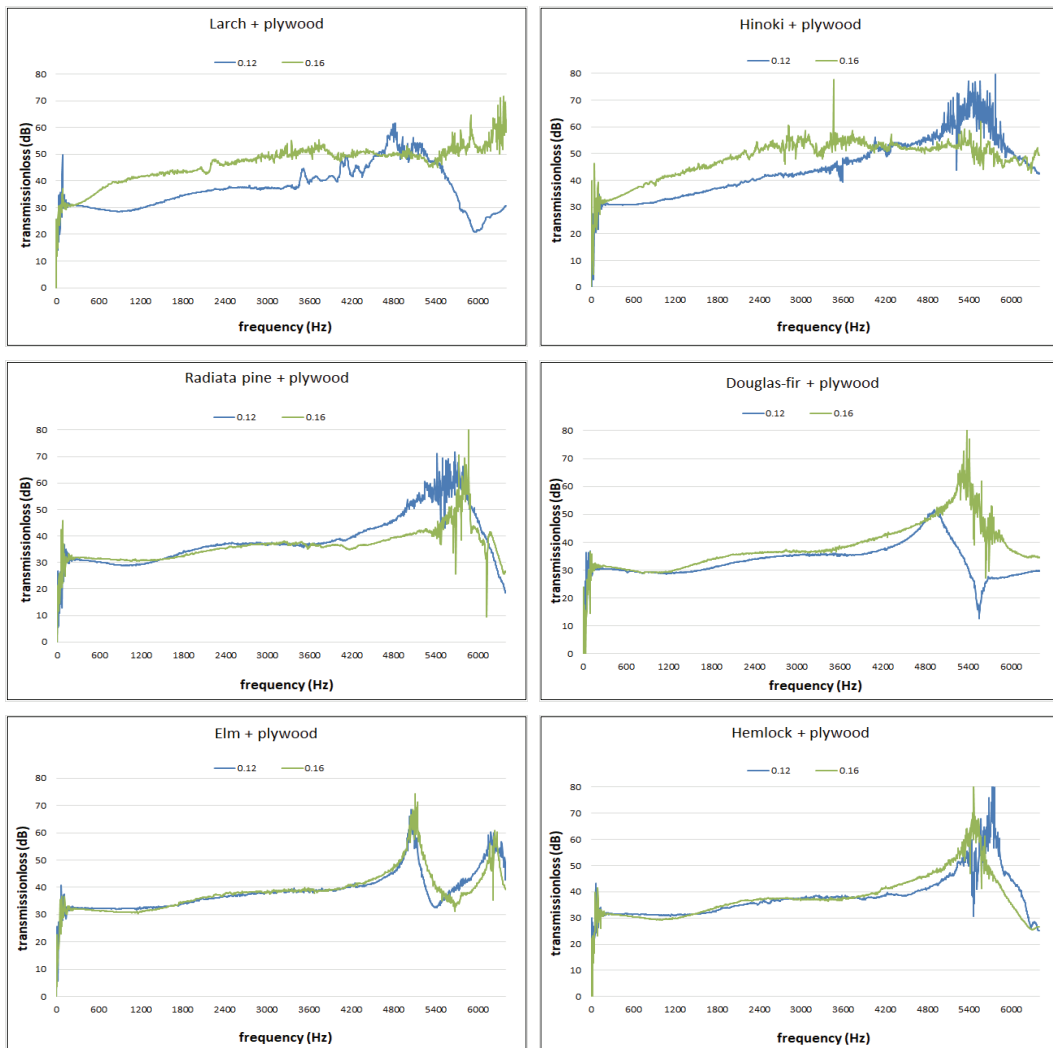 Larch + plywood
0.12 0.16
80
70
60
50
40
30
20
10
0
transmissionloss (dB)
0 600 1200 1800 2400 3000 3600 4200 4800 5400 6000
frequency (Hz)
Hinoki + plywood
0.12 0.16
80
70
60
50
40
30
20
10
0
transmissionloss (dB)
0 600 1200 1800 2400 3000 3600 4200 4800 5400 6000
frequency (Hz)
Radiata pine + plywood
0.12 0.16
80
70
60
50
40
30
20
10
0
transmissionloss (dB)
0 600 1200 1800 2400 3000 3600 4200 4800 5400 6000
frequency (Hz)
Douglas-fir + plywood
0.12 0.16
80
70
60
50
40
30
20
10
0
transmissionloss (dB)
0 600 1200 1800 2400 3000 3600 4200 4800 5400 6000
frequency (Hz)
Elm + plywood
0.12 0.16
80
70
60
50
40
30
20
10
0
transmissionloss (dB)
0 600 1200 1800 2400 3000 3600 4200 4800 5400 6000
frequency (Hz)
Hemlock + plywood
0.12 0.16
80
70
60
50
40
30
20
10
0
transmissionloss (dB)
0 600 1200 1800 2400 3000 3600 4200 4800 5400 6000
frequency (Hz)